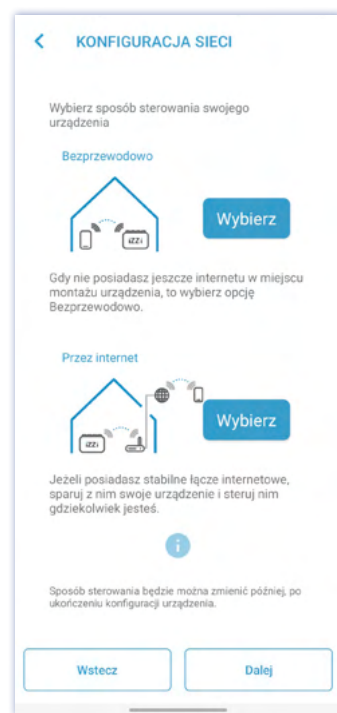 KONFIGURACJA SIECI
Wybierz sposób sterowania swojego
urządzenia
Bezprzewodowo
iZZi
Wybierz
Gdy nie posiadasz jeszcze internetu w miejscu
montażu urządzenia, to wybierz opcję
Bezprzewodowo.
Przez internet
iZZi
Wybierz
Jeżeli posiadasz stabilne łącze internetowe,
sparuj z nim swoje urządzenie i steruj nim
gdziekolwiek jesteś.
i
Sposób sterowania będzie można zmienić później, po
ukończeniu konfiguracji urządzenia.
Wstecz
Dalej